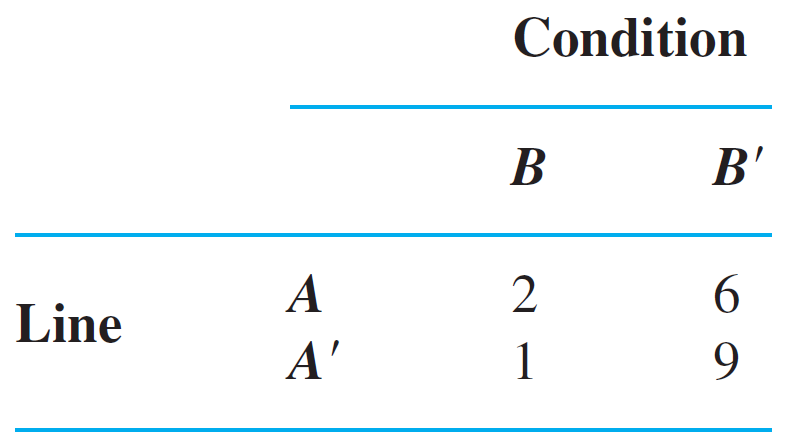 Condition
B B′
Line
A 2 6
A′ 1 9